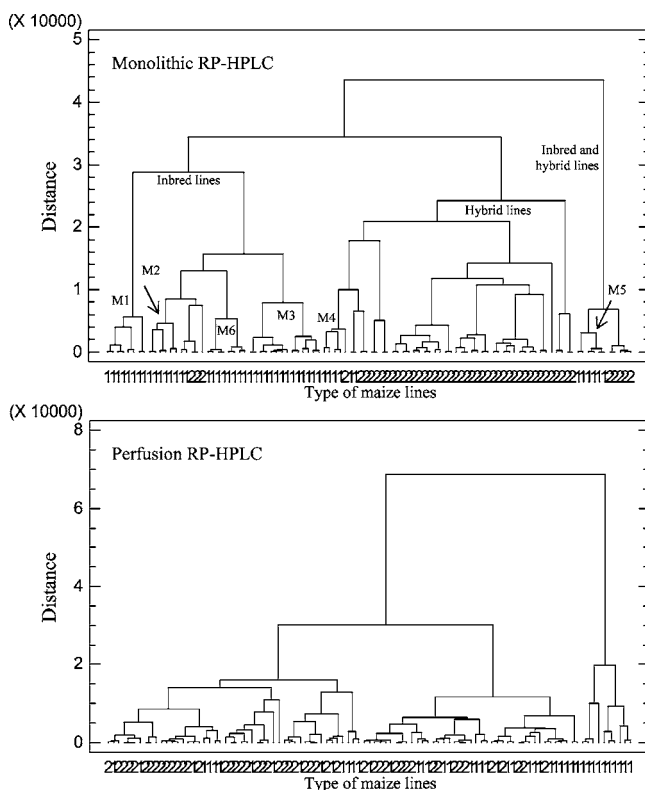 (X 10000)
5
Monolithic RP-HPLC
4
Inbred and
hybrid lines
3
Inbred lines
Distance
Hybrid lines
2
M2
M5
1
M1
M3
M6
M4
0
Type of maize lines
(X 10000)
8
Perfusion RP-HPLC
6
Distance
4
2
0
Type of maize lines